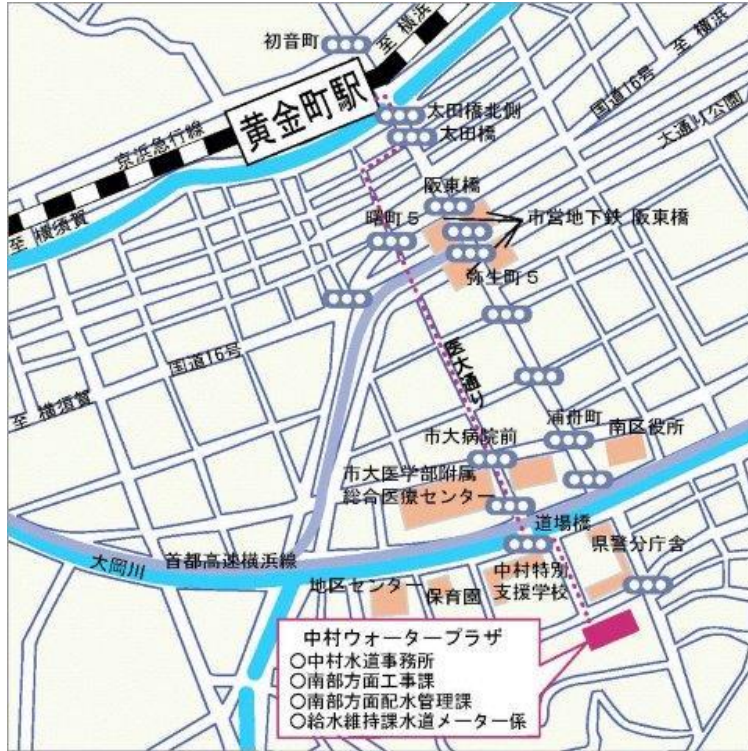 初音町
至 横浜
至 横浜
国道16号
黄金町駅
太田橋北側
太田橋
大通り公園
京浜急行線
阪東橋
曙町5
市営地下鉄 阪東橋
至 横須賀
弥生町5
国道16号
医大通り
至 横須賀
浦舟町
南区役所
市大病院前
市大医学部附属
総合医療センター
道場橋
県警分庁舎
首都高速横浜線
大岡川
中村特別
支援学校
地区センター
保育園
中村ウォータープラザ
○中村水道事務所
○南部方面工事課
○南部方面配水管理課
○給水維持課水道メーター係